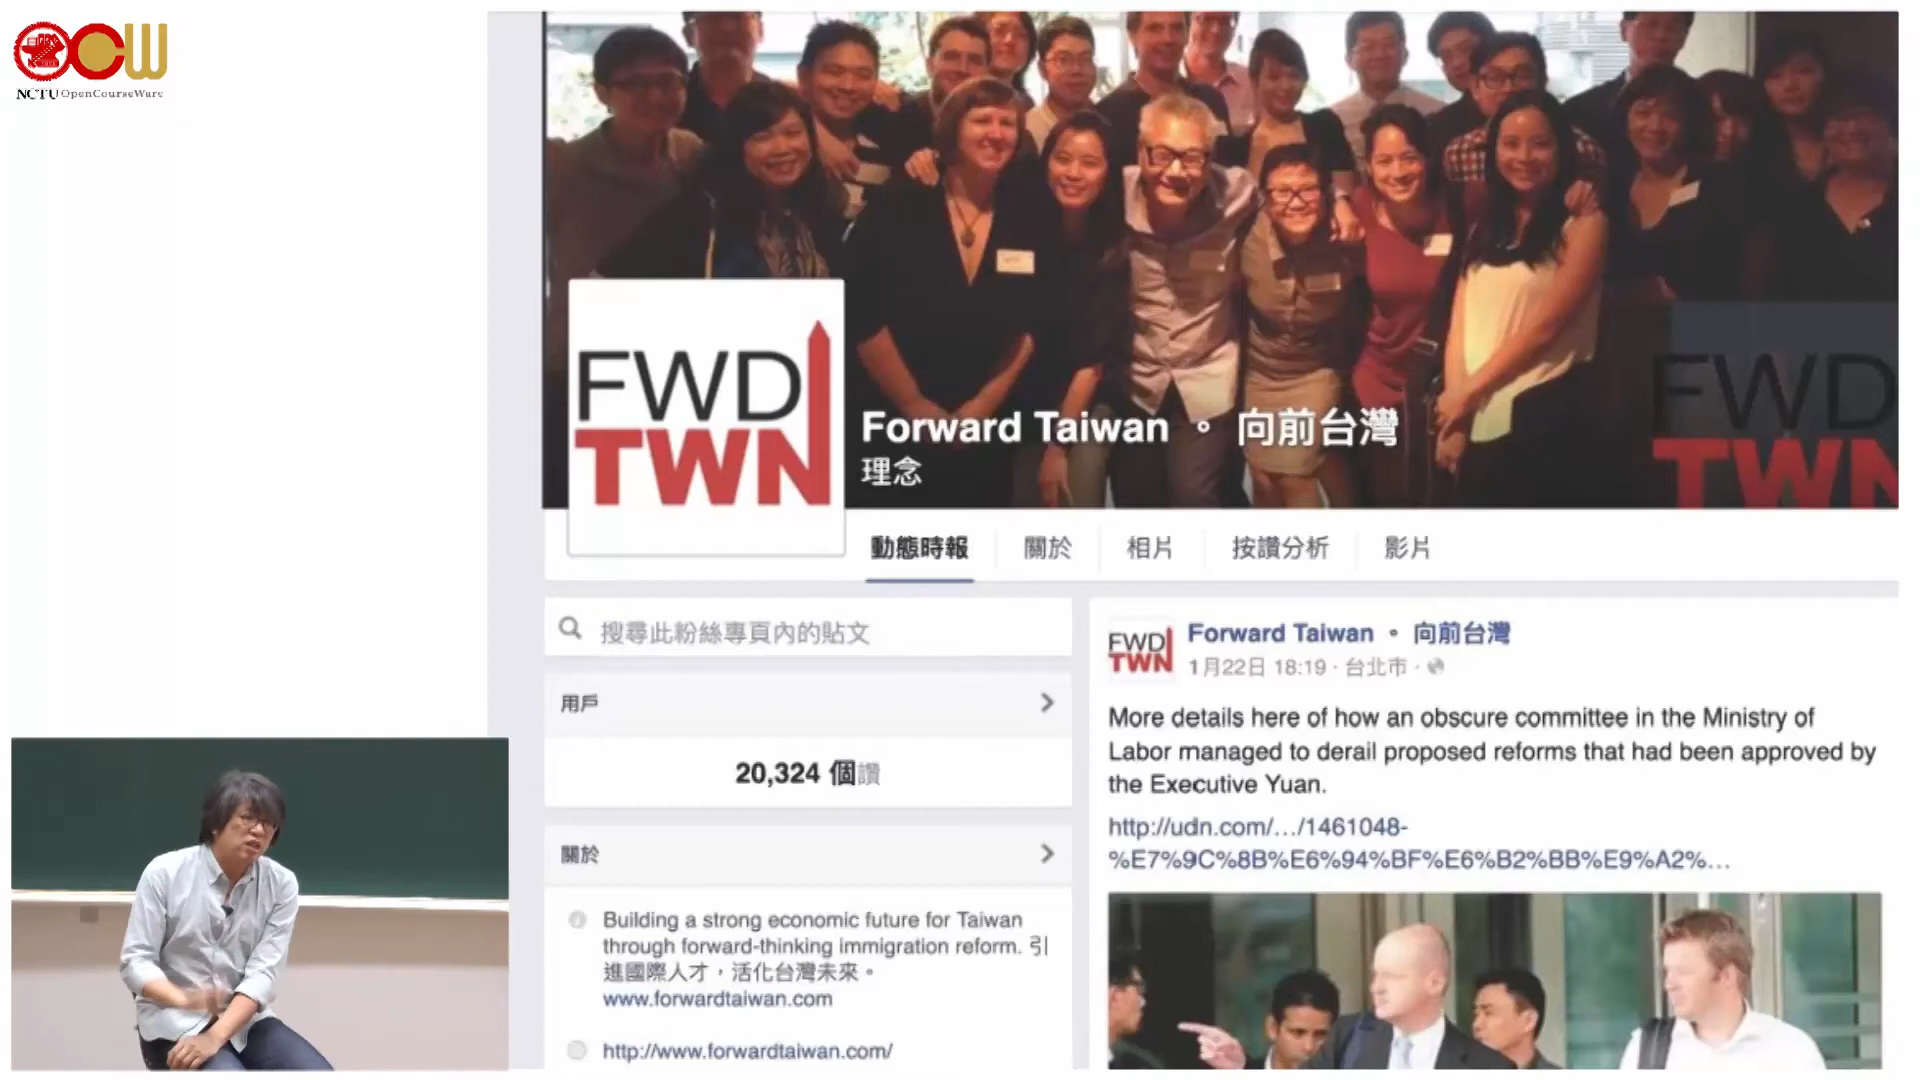 NCTU OpenCourseWare
FWD
TWN
Forward Taiwan 。 向前台灣
理念
FWD
TWN
動態時報 關於 相片 按讚分析 影片
搜尋此粉絲專頁內的貼文
用戶
20,324 個讚
關於
Building a strong economic future for Taiwan
through forward-thinking immigration reform. 引
進國際人才，活化台灣未來。
www.forwardtaiwan.com
http://www.forwardtaiwan.com/
FWD
TWN
Forward Taiwan 。 向前台灣
1月22日 18:19 · 台北市 ·
More details here of how an obscure committee in the Ministry of
Labor managed to derail proposed reforms that had been approved by
the Executive Yuan.
http://udn.com/…/1461048-
%E7%9C%8B%E6%94%BF%E6%B2%BB%E9%A2%…